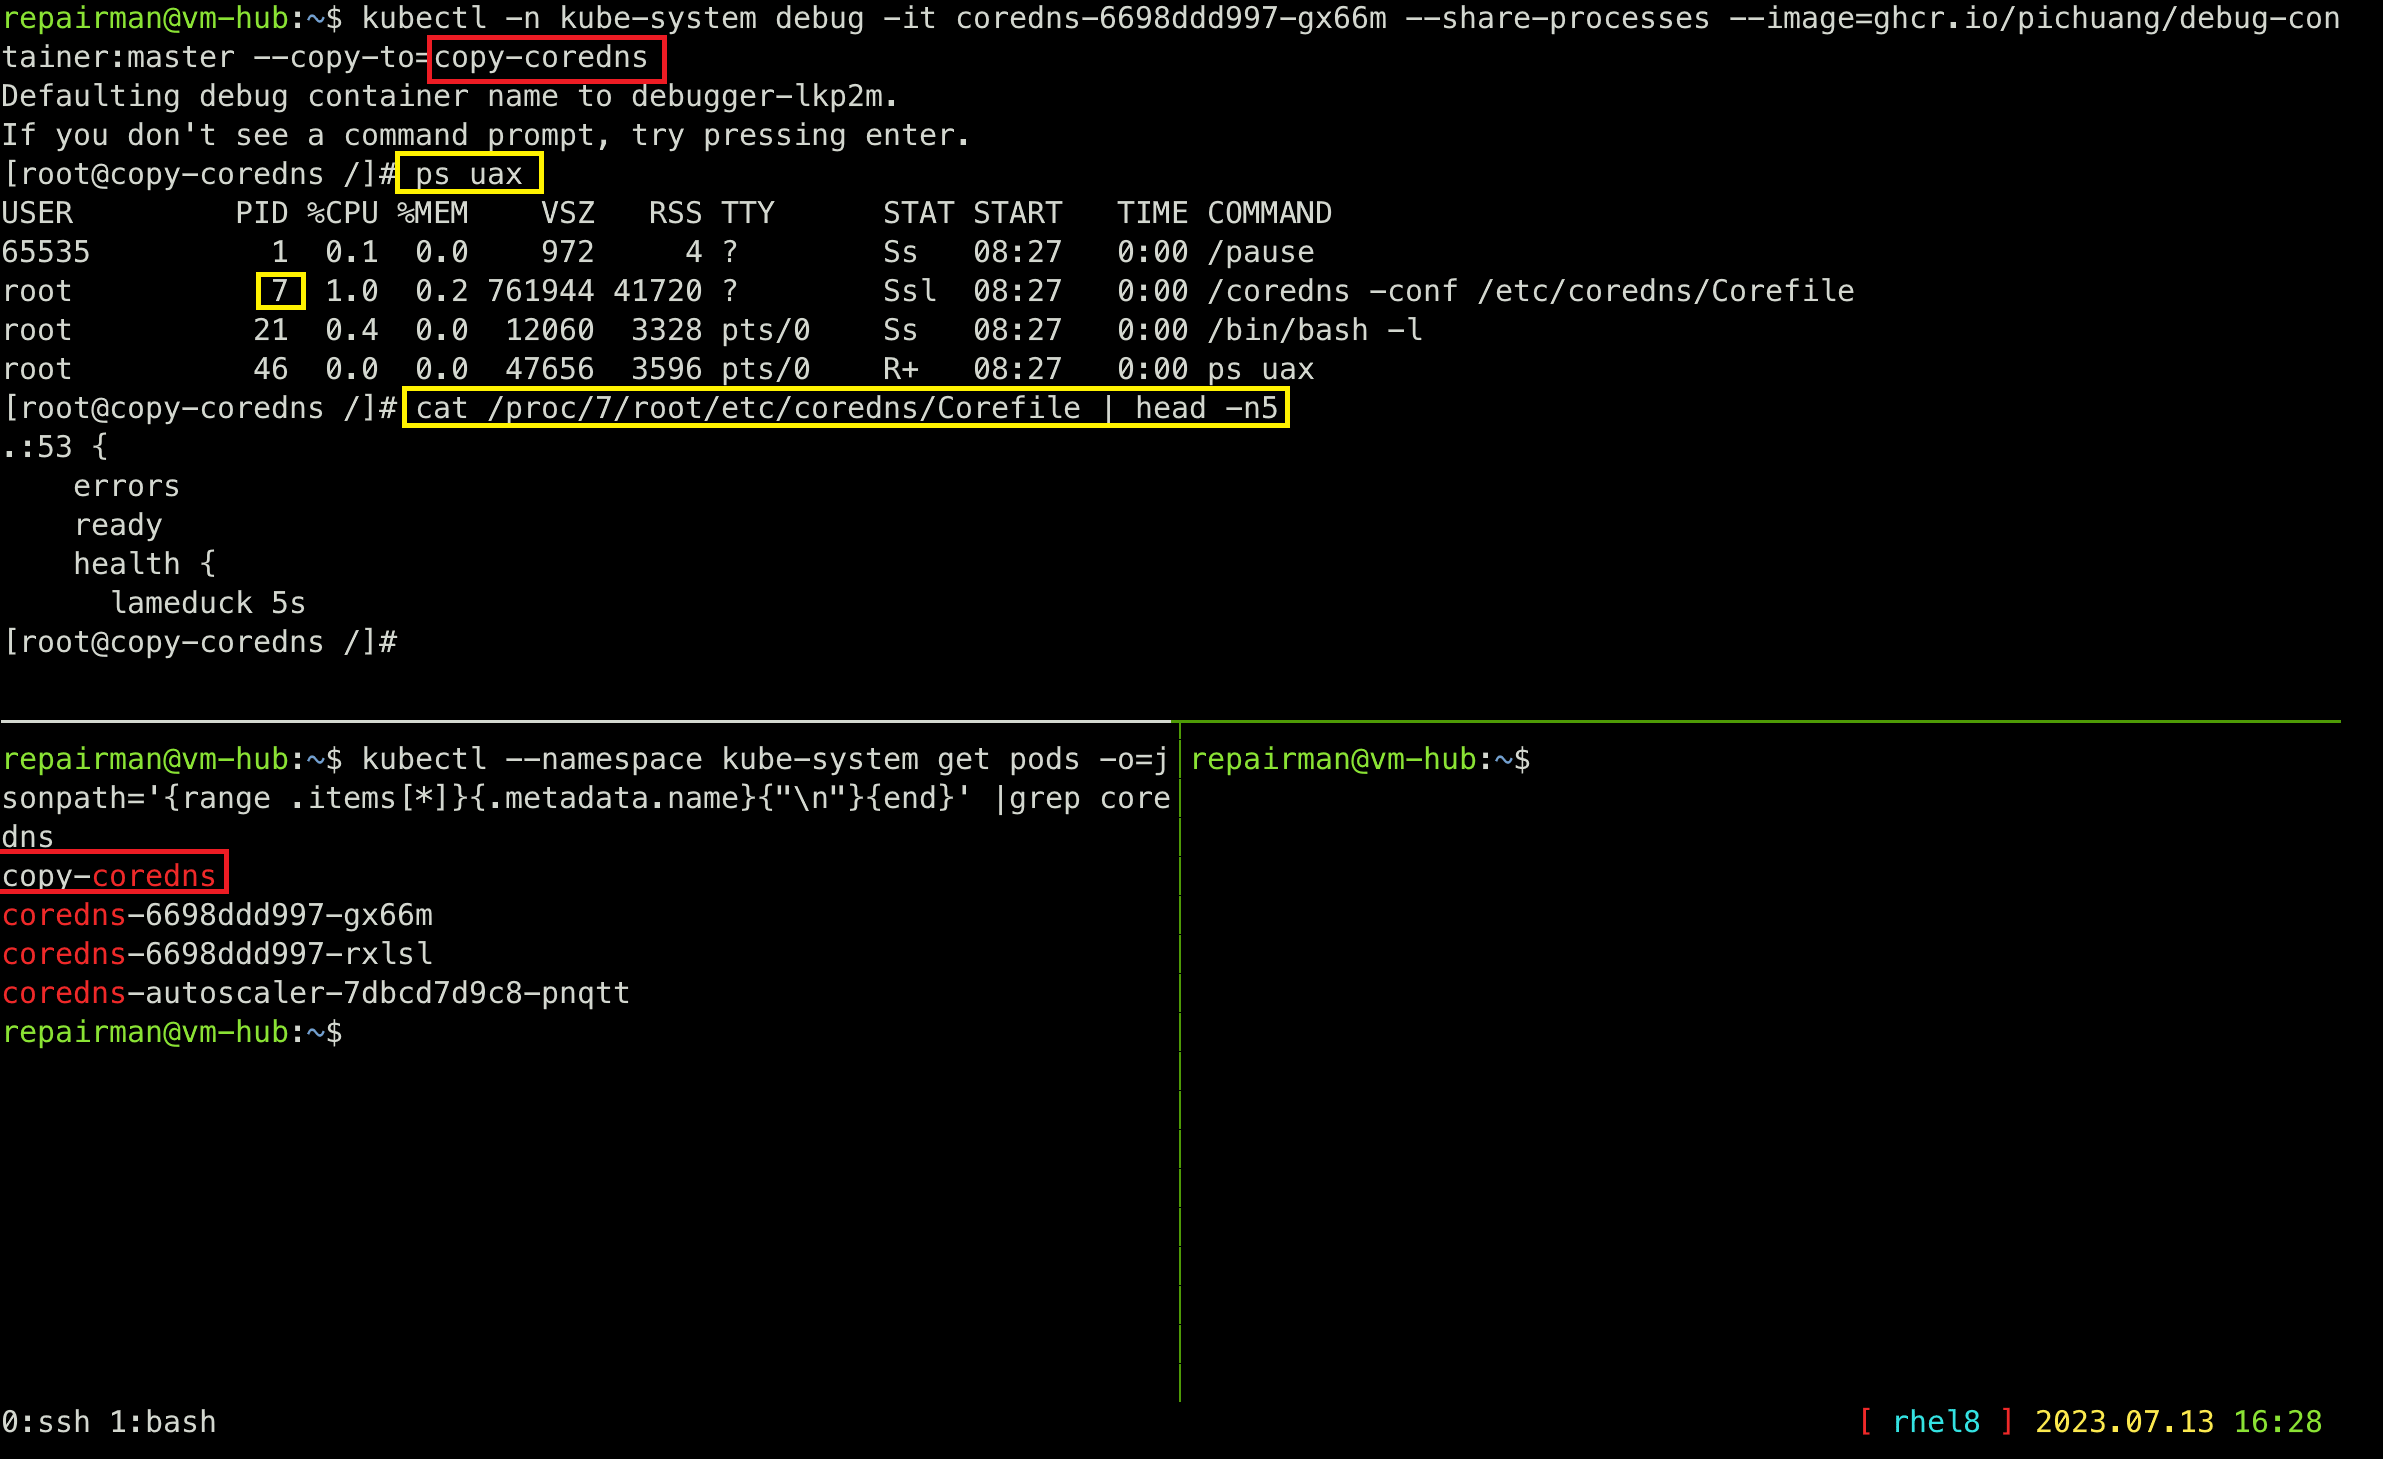 repairman@vm-hub:~$ kubectl -n kube-system debug -it coredns-6698ddd997-gx66m --share-processes --image=ghcr.io/pichuang/debug-con
tainer:master --copy-to=copy-coredns
Defaulting debug container name to debugger-lkp2m.
If you don't see a command prompt, try pressing enter.
[root@copy-coredns /]# ps uax
USER         PID %CPU %MEM    VSZ   RSS TTY      STAT START   TIME COMMAND
65535          1  0.1  0.0    972     4 ?        Ss   08:27   0:00 /pause
root           7  1.0  0.2 761944 41720 ?        Ssl  08:27   0:00 /coredns -conf /etc/coredns/Corefile
root          21  0.4  0.0  12060  3328 pts/0    Ss   08:27   0:00 /bin/bash -l
root          46  0.0  0.0  47656  3596 pts/0    R+   08:27   0:00 ps uax
[root@copy-coredns /]# cat /proc/7/root/etc/coredns/Corefile | head -n5
.:53 {
    errors
    ready
    health {
      lameduck 5s
[root@copy-coredns /]#
repairman@vm-hub:~$ kubectl --namespace kube-system get pods -o=j
sonpath='{range .items[*]}{.metadata.name}{"\n"}{end}' |grep core
dns
copy-coredns
coredns-6698ddd997-gx66m
coredns-6698ddd997-rxlsl
coredns-autoscaler-7dbcd7d9c8-pnqtt
repairman@vm-hub:~$
repairman@vm-hub:~$
0:ssh 1:bash
[ rhel8 ] 2023.07.13 16:28